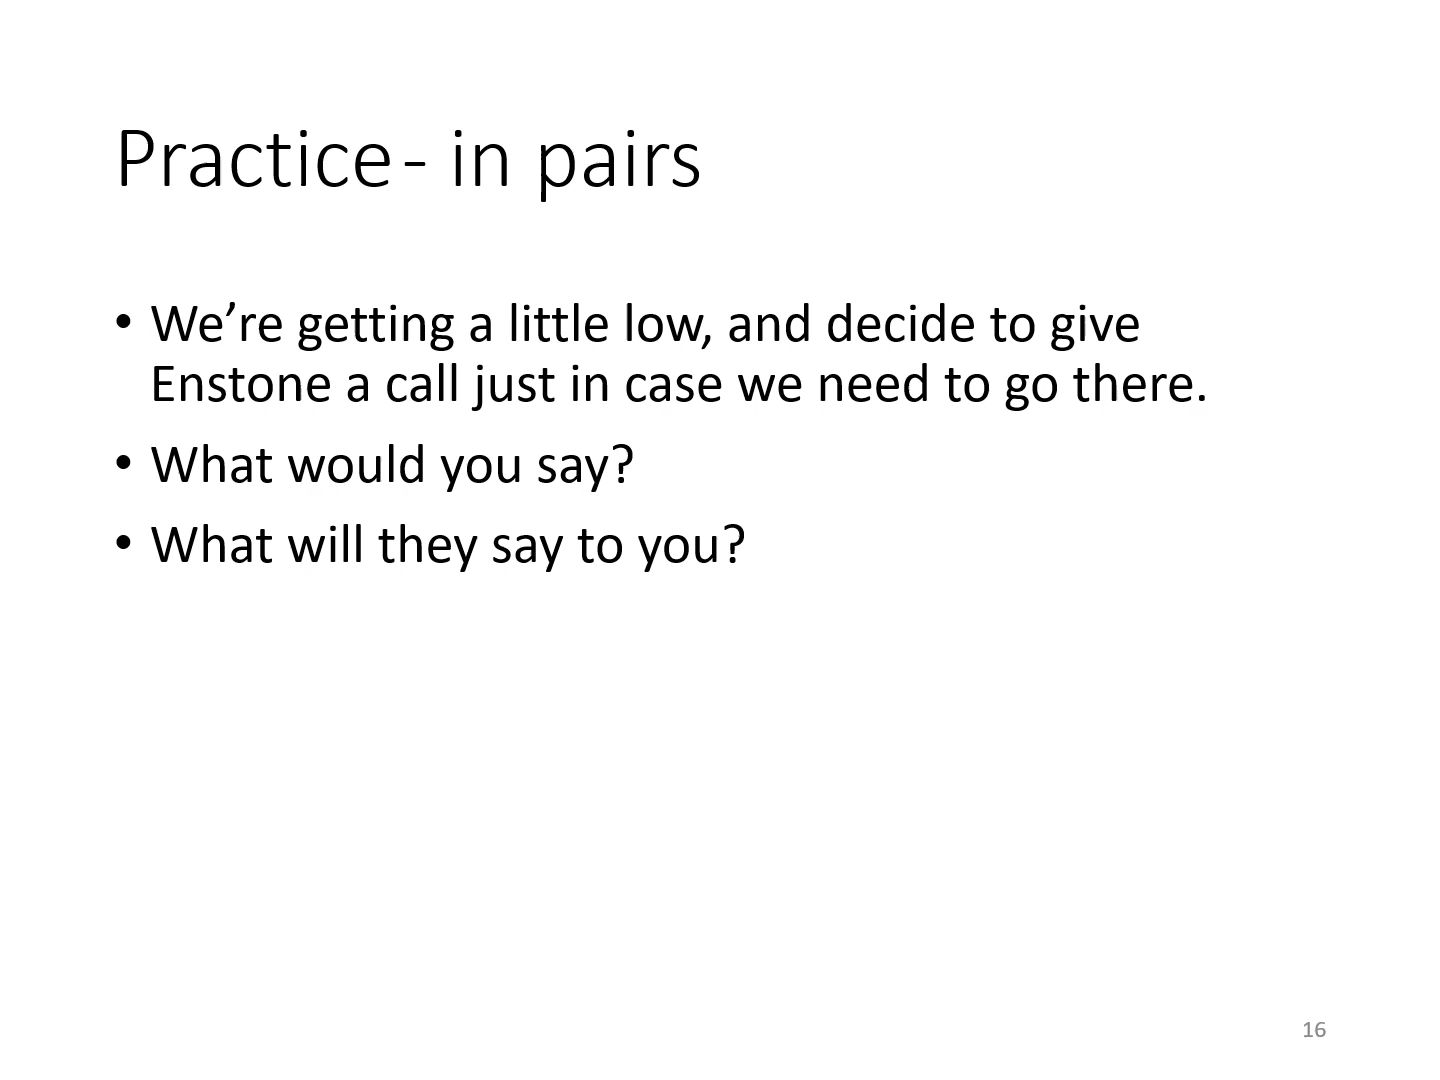 Practice - in pairs
• We’re getting a little low, and decide to give
Enstone a call just in case we need to go there.
• What would you say?
• What will they say to you?
16